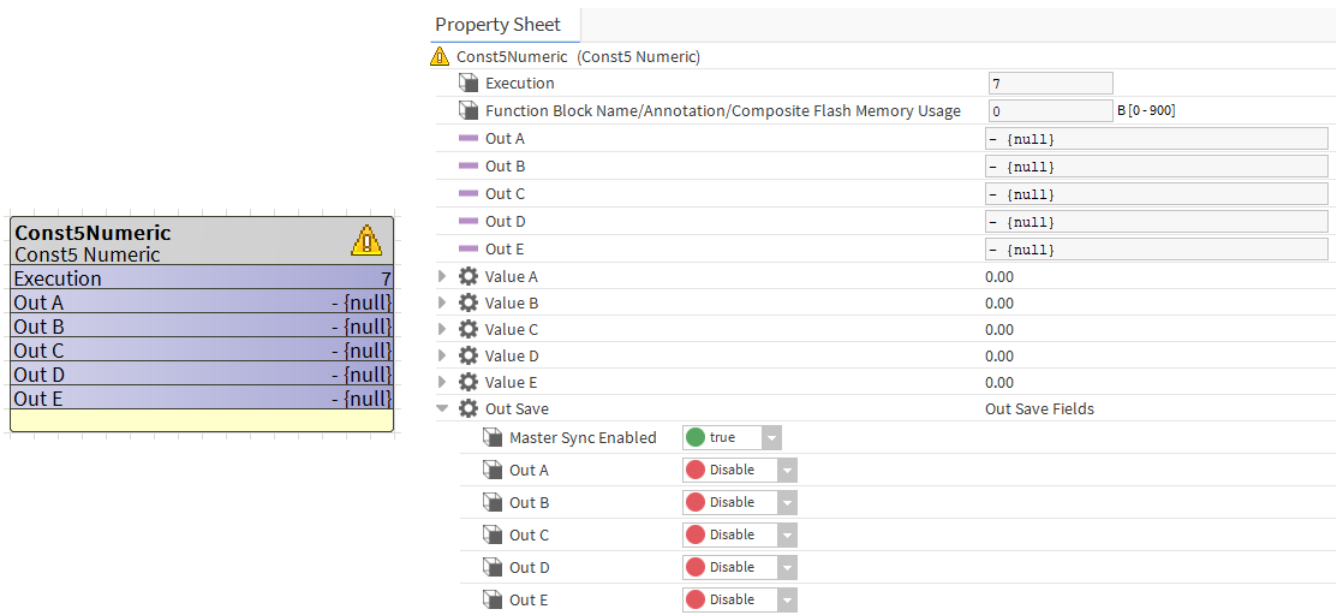 Const5Numeric
Const5 Numeric
Execution 7
Out A - {null}
Out B - {null}
Out C - {null}
Out D - {null}
Out E - {null}
Property Sheet
Const5Numeric (Const5 Numeric)
Execution 7
Function Block Name/Annotation/Composite Flash Memory Usage 0 B [0 - 900]
Out A - {null}
Out B - {null}
Out C - {null}
Out D - {null}
Out E - {null}
Value A 0.00
Value B 0.00
Value C 0.00
Value D 0.00
Value E 0.00
Out Save Out Save Fields
Master Sync Enabled true
Out A Disable
Out B Disable
Out C Disable
Out D Disable
Out E Disable